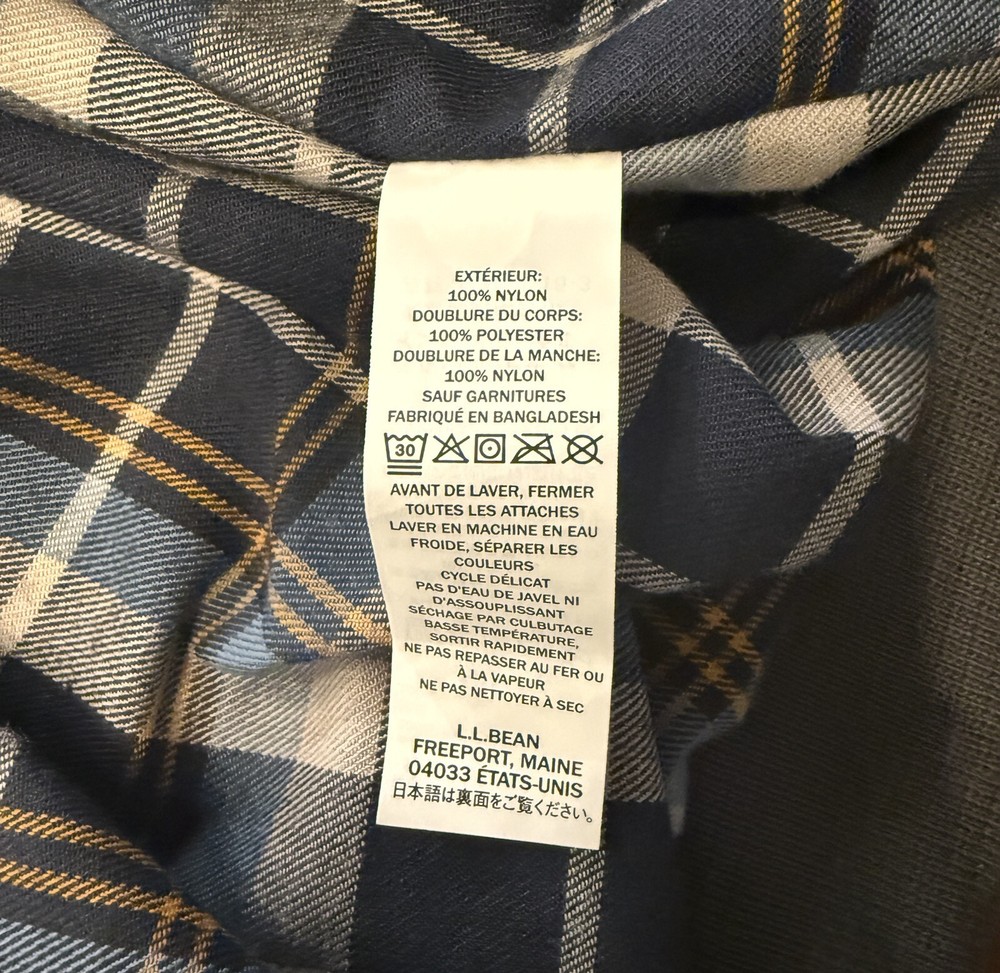 EXTÉRIEUR:
100% NYLON
DOUBLURE DU CORPS:
100% POLYESTER
DOUBLURE DE LA MANCHE:
100% NYLON
SAUF GARNITURES
FABRIQUÉ EN BANGLADESH
30
AVANT DE LAVER, FERMER
TOUTES LES ATTACHES
LAVER EN MACHINE EN EAU
FROIDE, SÉPARER LES
COULEURS
CYCLE DÉLICAT
PAS D'EAU DE JAVEL NI
D'ASSOUPLISSANT
SÉCHAGE PAR CULBUTAGE
BASSE TEMPÉRATURE,
SORTIR RAPIDEMENT
NE PAS REPASSER AU FER OU
À LA VAPEUR
NE PAS NETTOYER À SEC
L.L.BEAN
FREEPORT, MAINE
04033 ÉTATS-UNIS
日本語は裏面をご覧ください。